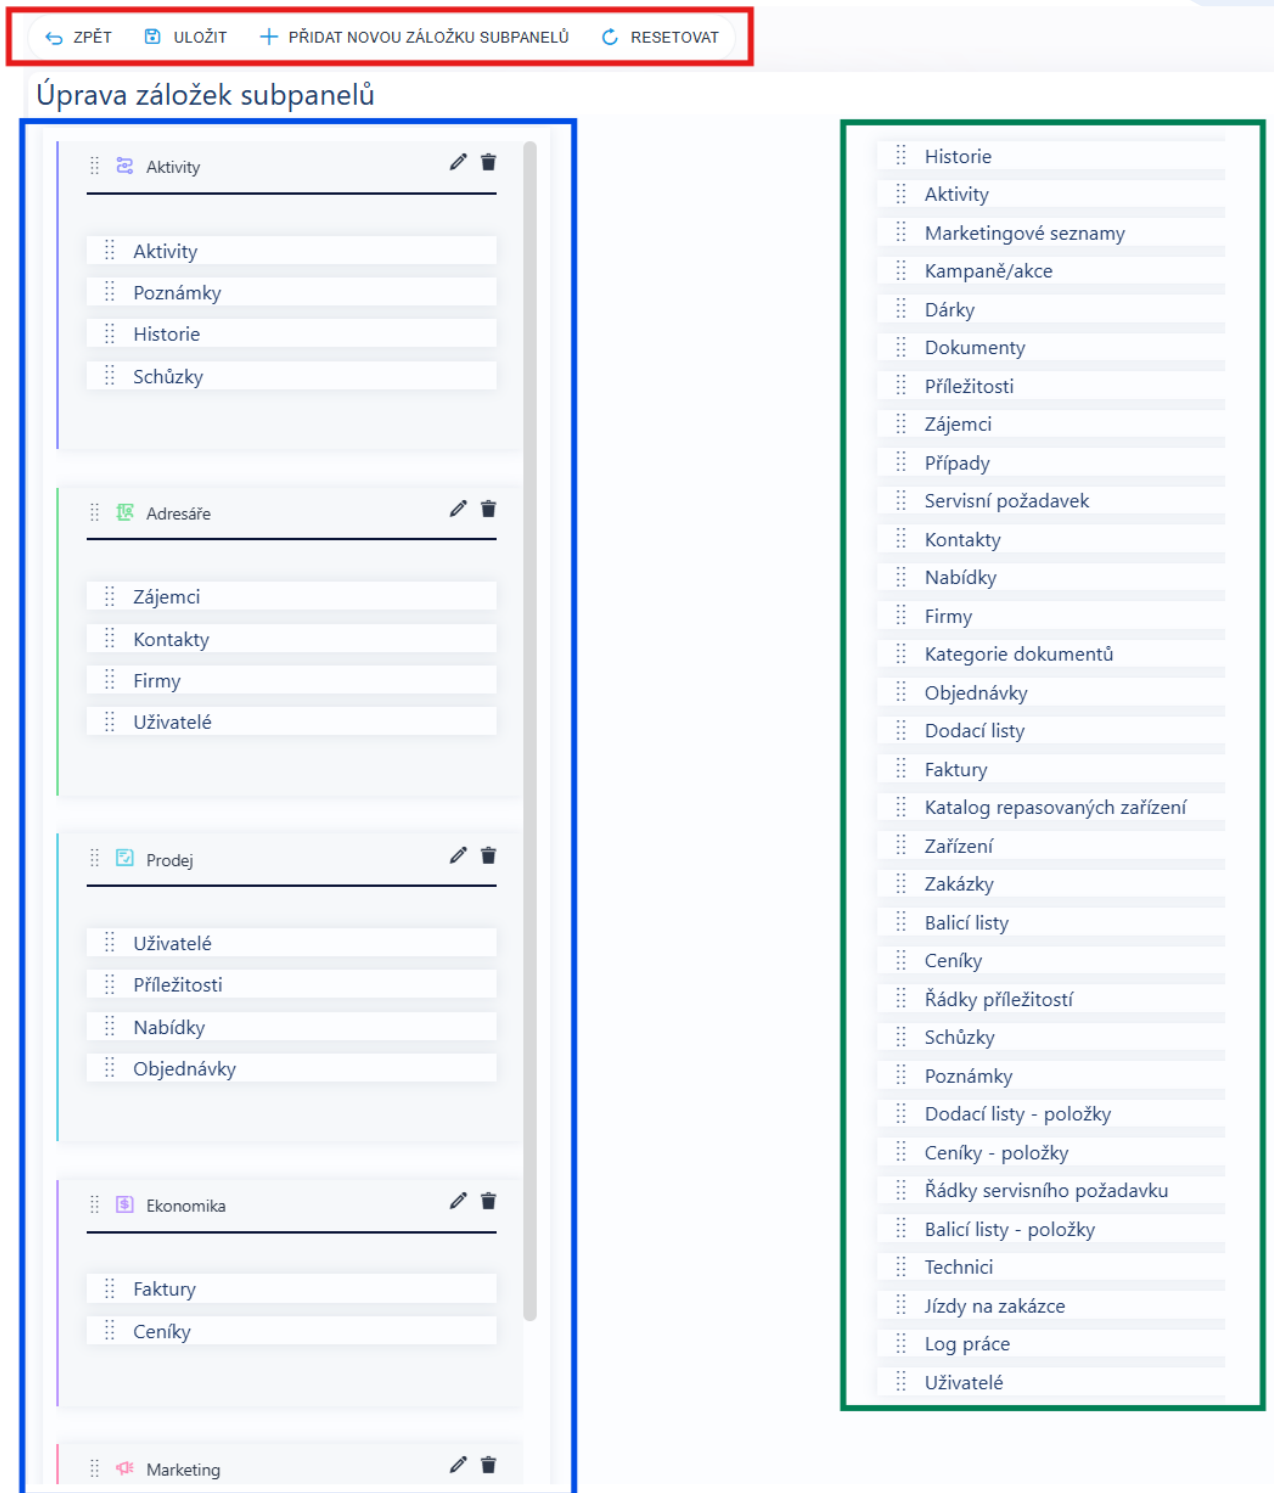 ZPĚT ULOŽIT PŘIDAT NOVOU ZÁLOŽKU SUBPANELŮ RESETOVAT
Úprava záložek subpanelů
Aktivity
Aktivity
Poznámky
Historie
Schůzky
Adresáře
Zájemci
Kontakty
Firmy
Uživatelé
Prodej
Uživatelé
Příležitosti
Nabídky
Objednávky
Ekonomika
Faktury
Ceníky
Marketing
Historie
Aktivity
Marketingové seznamy
Kampaně/akce
Dárky
Dokumenty
Příležitosti
Zájemci
Případy
Servisní požadavek
Kontakty
Nabídky
Firmy
Kategorie dokumentů
Objednávky
Dodací listy
Faktury
Katalog repasovaných zařízení
Zařízení
Zakázky
Balicí listy
Ceníky
Řádky příležitostí
Schůzky
Poznámky
Dodací listy - položky
Ceníky - položky
Řádky servisního požadavku
Balicí listy - položky
Technici
Jízdy na zakázce
Log práce
Uživatelé